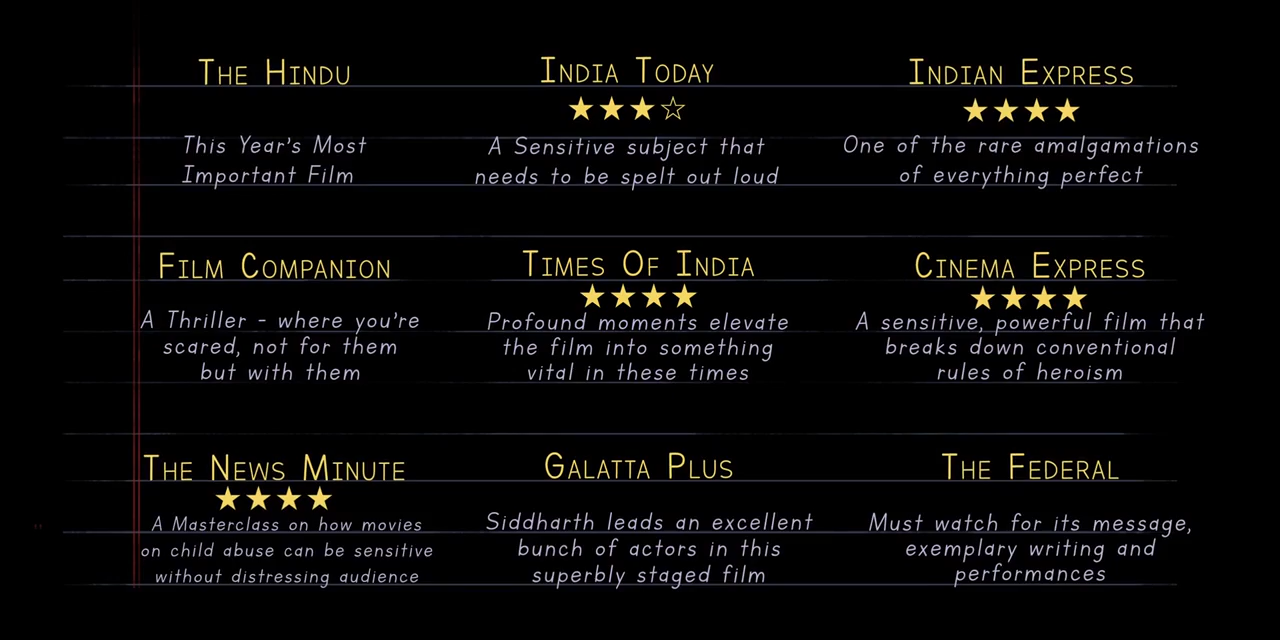 The Hindu
This Year's Most
Important Film
India Today
★★★☆
A Sensitive subject that
needs to be spelt out loud
Indian Express
★★★★
One of the rare amalgamations
of everything perfect
Film Companion
A Thriller - where you're
scared, not for them
but with them
Times Of India
★★★★
Profound moments elevate
the film into something
vital in these times
Cinema Express
★★★★
A sensitive, powerful film that
breaks down conventional
rules of heroism
The News Minute
★★★★
A Masterclass on how movies
on child abuse can be sensitive
without distressing audience
Galatta Plus
Siddharth leads an excellent
bunch of actors in this
superbly staged film
The Federal
Must watch for its message,
exemplary writing and
performances